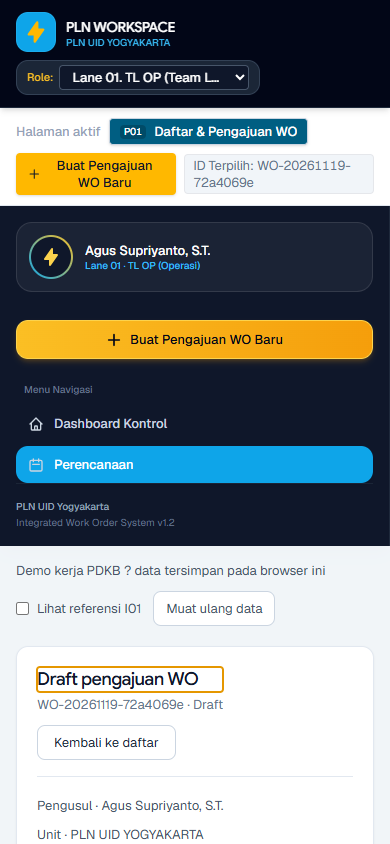 PLN WORKSPACE
PLN UID YOGYAKARTA
Role: Lane 01. TL OP (Team L...
Halaman aktif P01 Daftar & Pengajuan WO
Buat Pengajuan
WO Baru
ID Terpilih: WO-20261119-
72a4069e
Agus Supriyanto, S.T.
Lane 01 · TL OP (Operasi)
Buat Pengajuan WO Baru
Menu Navigasi
Dashboard Kontrol
Perencanaan
PLN UID Yogyakarta
Integrated Work Order System v1.2
Demo kerja PDKB ? data tersimpan pada browser ini
Lihat referensi I01 Muat ulang data
Draft pengajuan WO
WO-20261119-72a4069e · Draft
Kembali ke daftar
Pengusul · Agus Supriyanto, S.T.
Unit · PLN UID YOGYAKARTA